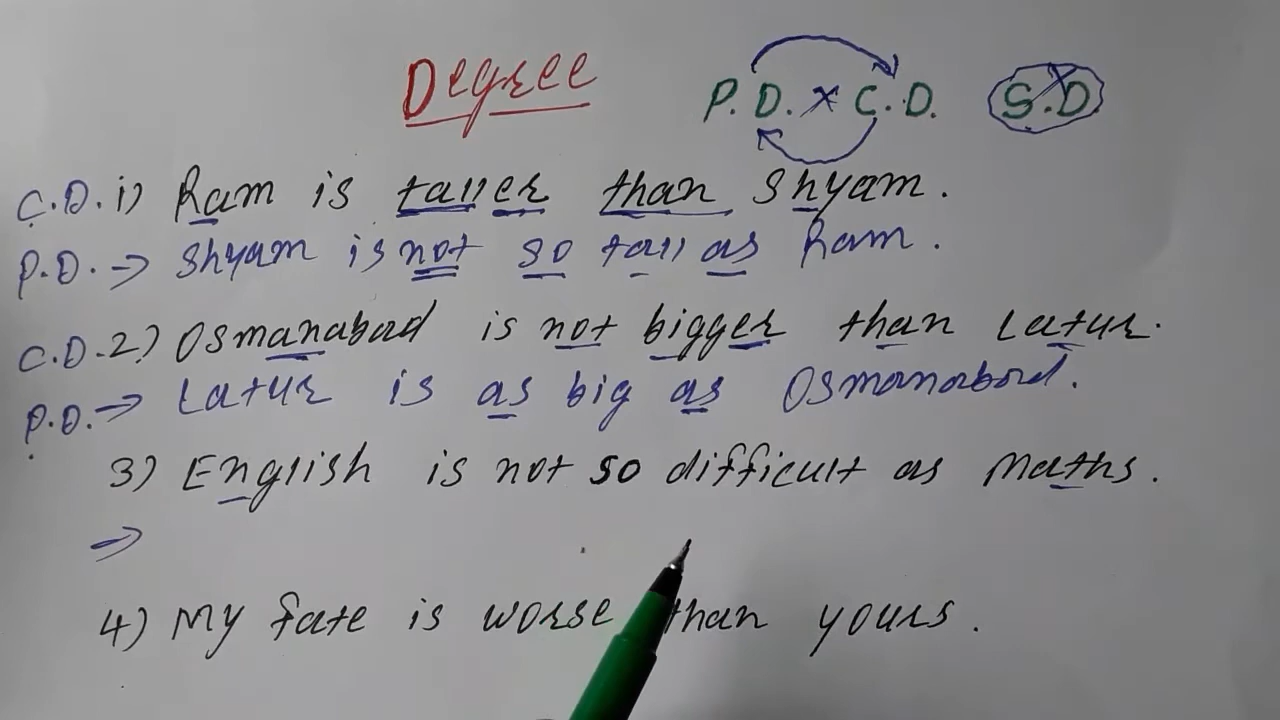 Degree P.D. × C.D. S.D
C.D. 1) Ram is taller than Shyam.
P.D. → Shyam is not so tall as Ram.
C.D. 2) Osmanabad is not bigger than Latur.
P.D. → Latur is as big as Osmanabad.
3) English is not so difficult as Maths.
→
4) My fate is worse than yours.